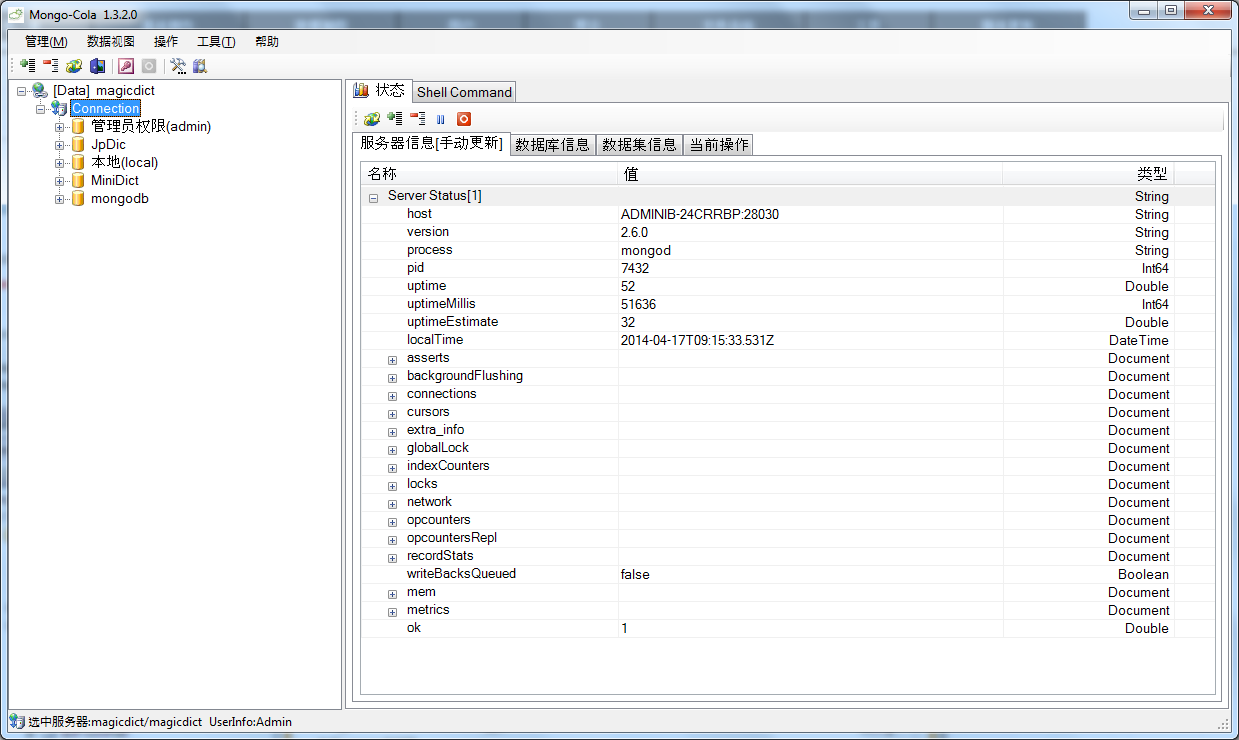 Mongo-Cola 1.3.2.0
管理(M) 数据视图 操作 工具(T) 帮助
[Data] magicdict
Connection
管理员权限(admin)
JpDic
本地(local)
MiniDict
mongodb
状态 Shell Command
服务器信息[手动更新] 数据库信息 数据集信息 当前操作
名称 值 类型
Server Status[1] String
host ADMINIB-24CRRBP:28030 String
version 2.6.0 String
process mongod String
pid 7432 Int64
uptime 52 Double
uptimeMillis 51636 Int64
uptimeEstimate 32 Double
localTime 2014-04-17T09:15:33.531Z DateTime
asserts Document
backgroundFlushing Document
connections Document
cursors Document
extra_info Document
globalLock Document
indexCounters Document
locks Document
network Document
opcounters Document
opcountersRepl Document
recordStats Document
writeBacksQueued false Boolean
mem Document
metrics Document
ok 1 Double
选中服务器:magicdict/magicdict UserInfo:Admin